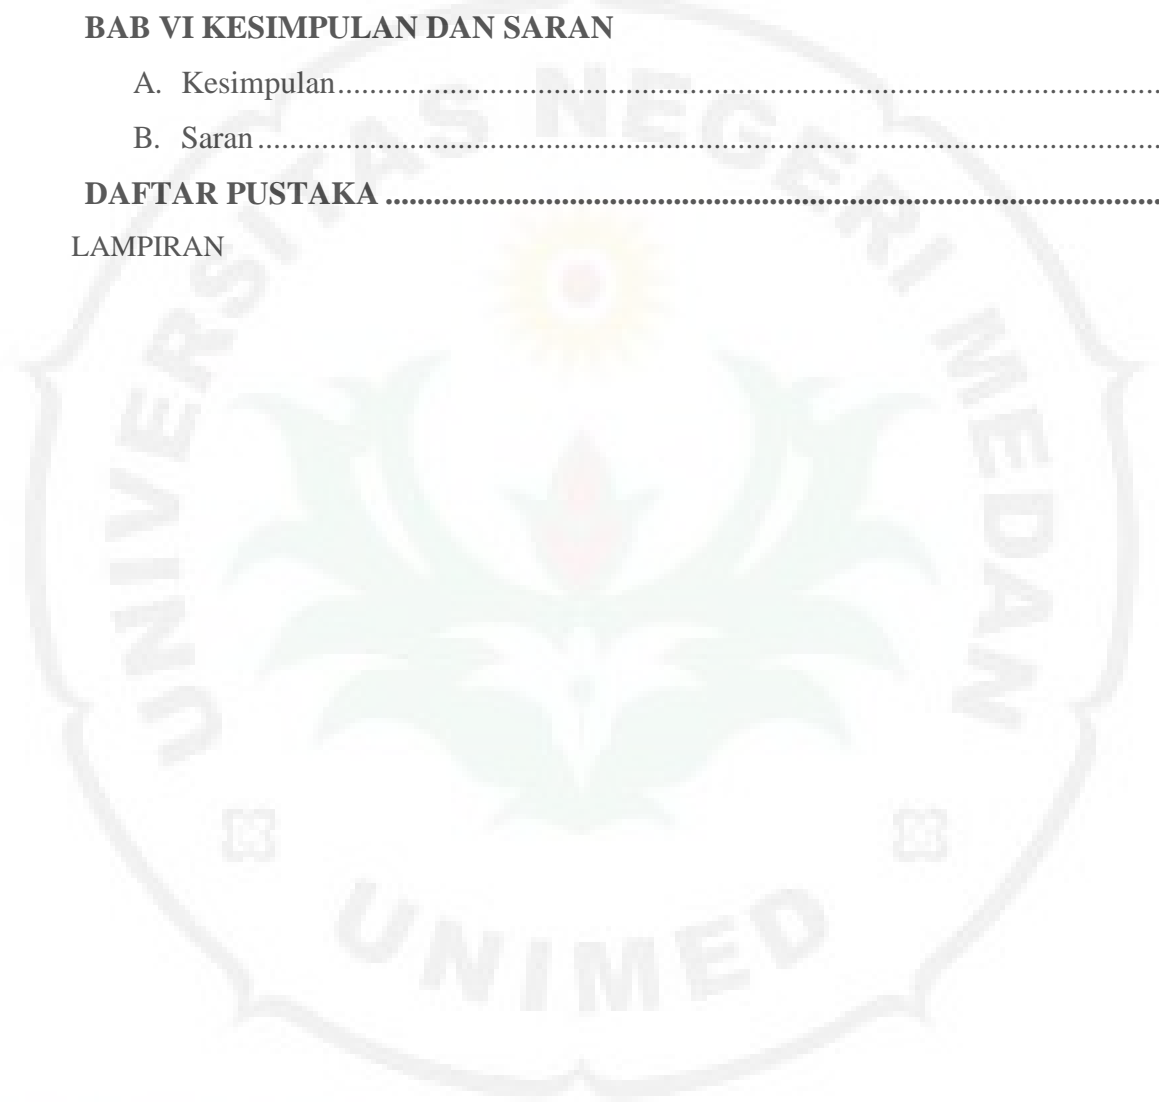 BAB VI KESIMPULAN DAN SARAN
A. Kesimpulan..........................................................................................................
B. Saran....................................................................................................................
DAFTAR PUSTAKA ................................................................................................
LAMPIRAN
UNIVERSITAS NEGERI MEDAN
UNIMED